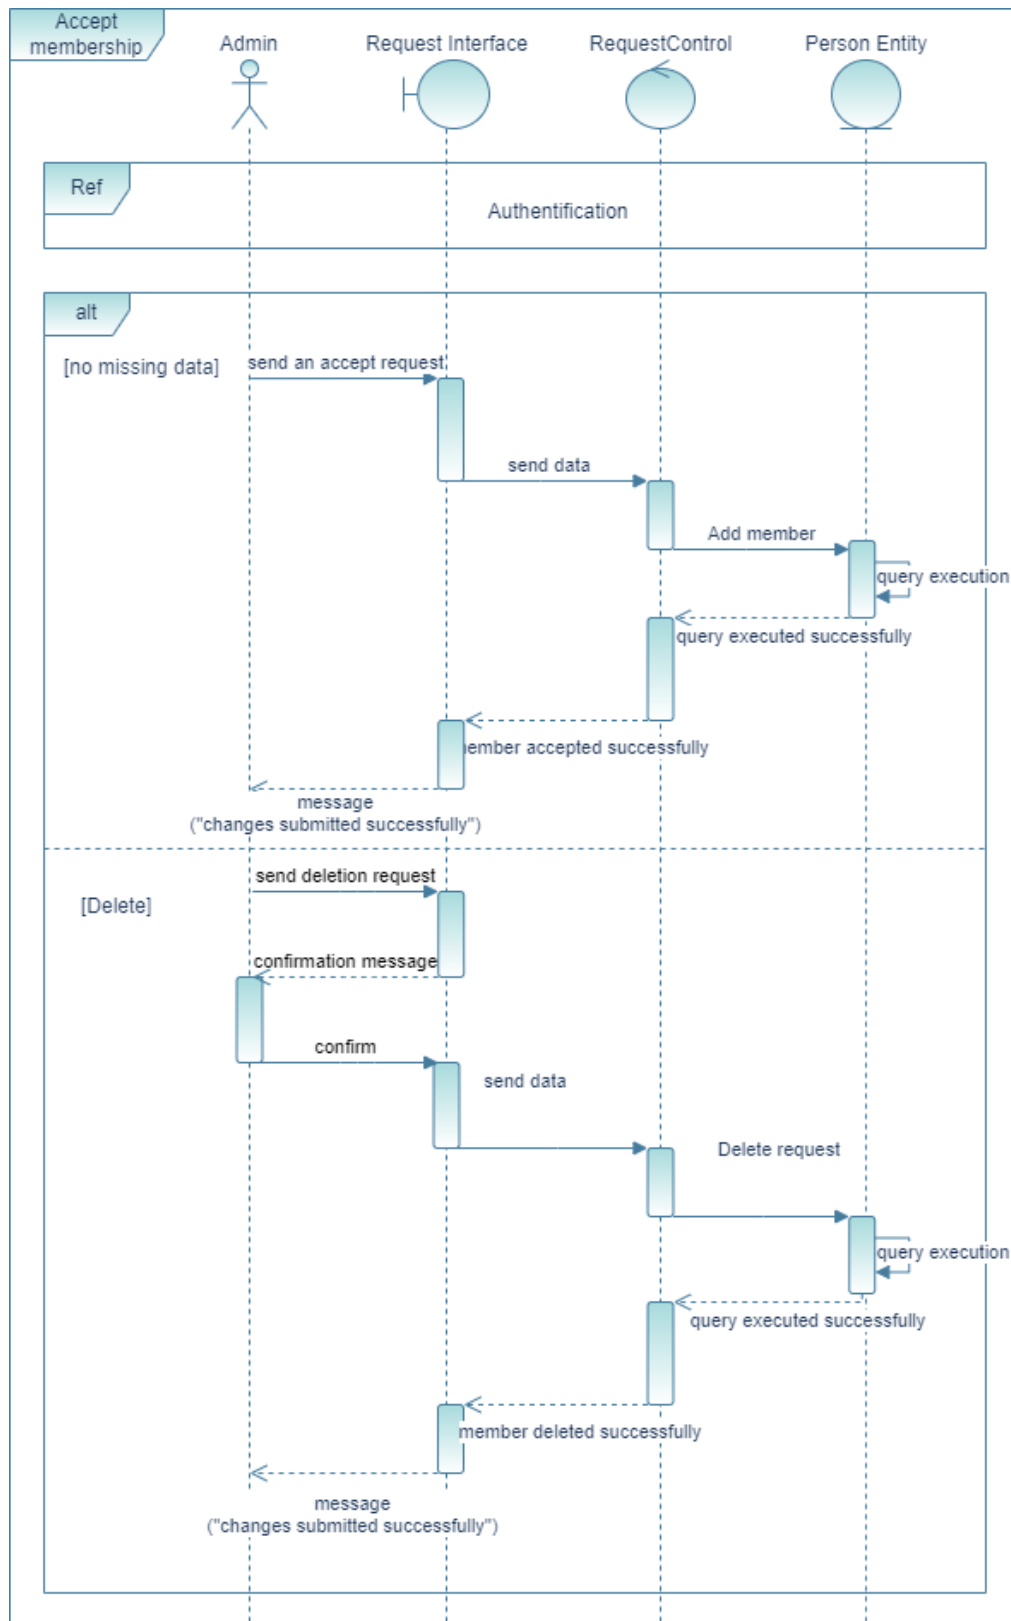 Accept
membership
Admin
Request Interface
RequestControl
Person Entity
Ref
Authentification
alt
[no missing data]
send an accept request
send data
Add member
query execution
query executed successfully
accepted successfully
message
("changes submitted successfully")
[Delete]
send deletion request
confirmation message
confirm
send data
Delete request
query execution
query executed successfully
member deleted successfully
message
("changes submitted successfully")